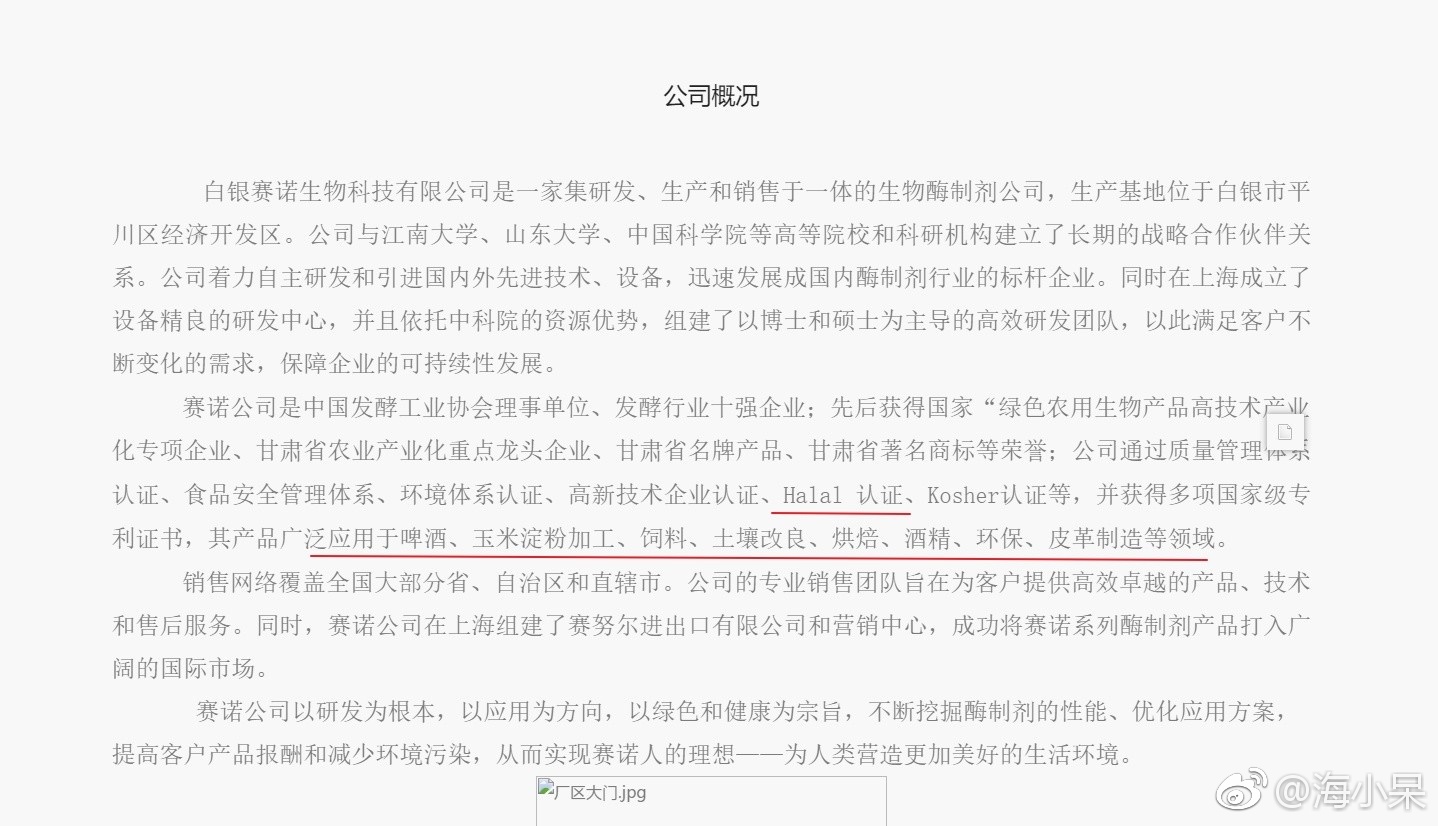 公司概况
白银赛诺生物科技有限公司是一家集研发、生产和销售于一体的生物酶制剂公司，生产基地位于白银市平
川区经济开发区。公司与江南大学、山东大学、中国科学院等高等院校和科研机构建立了长期的战略合作伙伴关
系。公司着力自主研发和引进国内外先进技术、设备，迅速发展成国内酶制剂行业的标杆企业。同时在上海成立了
设备精良的研发中心，并且依托中科院的资源优势，组建了以博士和硕士为主导的高效研发团队，以此满足客户不
断变化的需求，保障企业的可持续性发展。
赛诺公司是中国发酵工业协会理事单位、发酵行业十强企业；先后获得国家“绿色农用生物产品高技术产业
化专项企业、甘肃省农业产业化重点龙头企业、甘肃省名牌产品、甘肃省著名商标等荣誉；公司通过质量管理体系
认证、食品安全管理体系、环境体系认证、高新技术企业认证、Halal 认证、Kosher认证等，并获得多项国家级专
利证书，其产品广泛应用于啤酒、玉米淀粉加工、饲料、土壤改良、烘焙、酒精、环保、皮革制造等领域。
销售网络覆盖全国大部分省、自治区和直辖市。公司的专业销售团队旨在为客户提供高效卓越的产品、技术
和售后服务。同时，赛诺公司在上海组建了赛努尔进出口有限公司和营销中心，成功将赛诺系列酶制剂产品打入广
阔的国际市场。
赛诺公司以研发为根本，以应用为方向，以绿色和健康为宗旨，不断挖掘酶制剂的性能、优化应用方案，
提高客户产品报酬和减少环境污染，从而实现赛诺人的理想——为人类营造更加美好的生活环境。
厂区大门.jpg
@海小呆